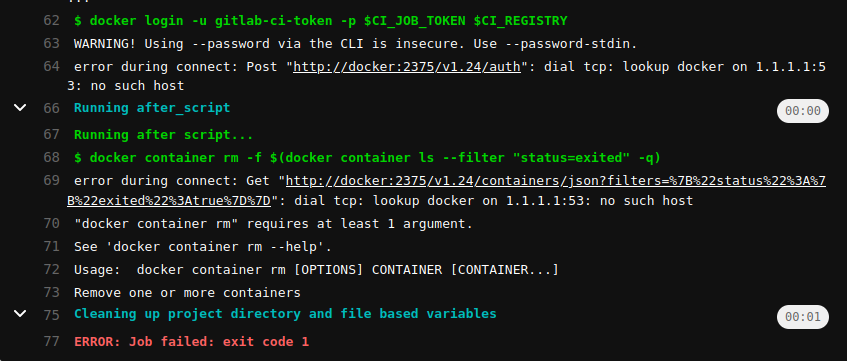 ...
62 $ docker login -u gitlab-ci-token -p $CI_JOB_TOKEN $CI_REGISTRY
63 WARNING! Using --password via the CLI is insecure. Use --password-stdin.
64 error during connect: Post "http://docker:2375/v1.24/auth": dial tcp: lookup docker on 1.1.1.1:5
3: no such host
66 Running after_script 00:00
67 Running after script...
68 $ docker container rm -f $(docker container ls --filter "status=exited" -q)
69 error during connect: Get "http://docker:2375/v1.24/containers/json?filters=%7B%22status%22%3A%7
B%22exited%22%3Atrue%7D%7D": dial tcp: lookup docker on 1.1.1.1:53: no such host
70 "docker container rm" requires at least 1 argument.
71 See 'docker container rm --help'.
72 Usage:  docker container rm [OPTIONS] CONTAINER [CONTAINER...]
73 Remove one or more containers
75 Cleaning up project directory and file based variables 00:01
77 ERROR: Job failed: exit code 1